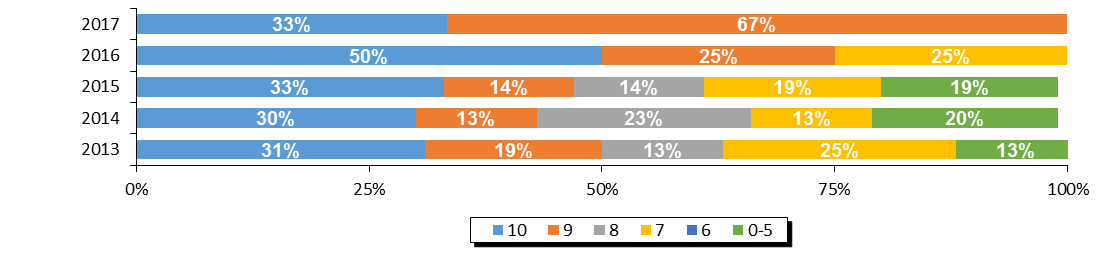 2017 33% 67%
2016 50% 25% 25%
2015 33% 14% 14% 19% 19%
2014 30% 13% 23% 13% 20%
2013 31% 19% 13% 25% 13%
0% 25% 50% 75% 100%
10 9 8 7 6 0-5